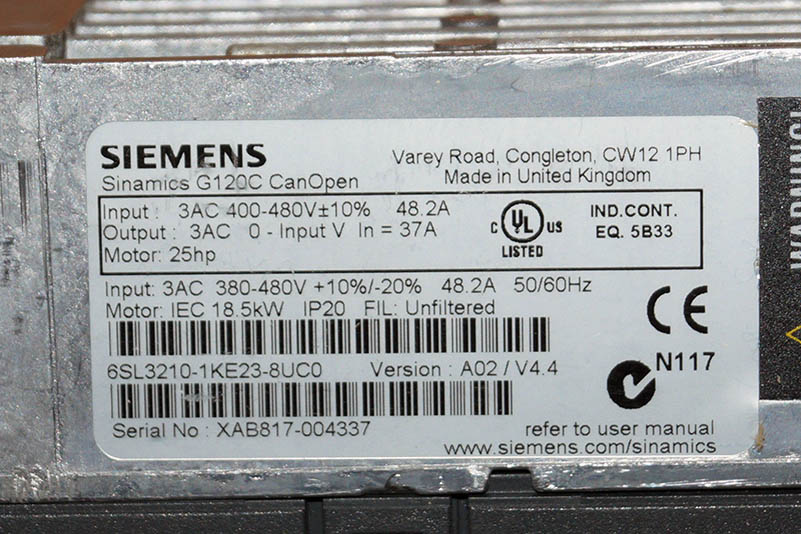 SIEMENS
Varey Road, Congleton, CW12 1PH
Sinamics G120C CanOpen
Made in United Kingdom
Input : 3AC 400-480V±10% 48.2A
Output : 3AC 0 - Input V In = 37A
Motor: 25hp
C UL US
LISTED
IND.CONT.
EQ. 5B33
Input: 3AC 380-480V +10%/-20% 48.2A 50/60Hz
Motor: IEC 18.5kW IP20 FIL: Unfiltered
CE
6SL3210-1KE23-8UC0 Version : A02 / V4.4
N117
Serial No : XAB817-004337
refer to user manual
www.siemens.com/sinamics
WARNING!